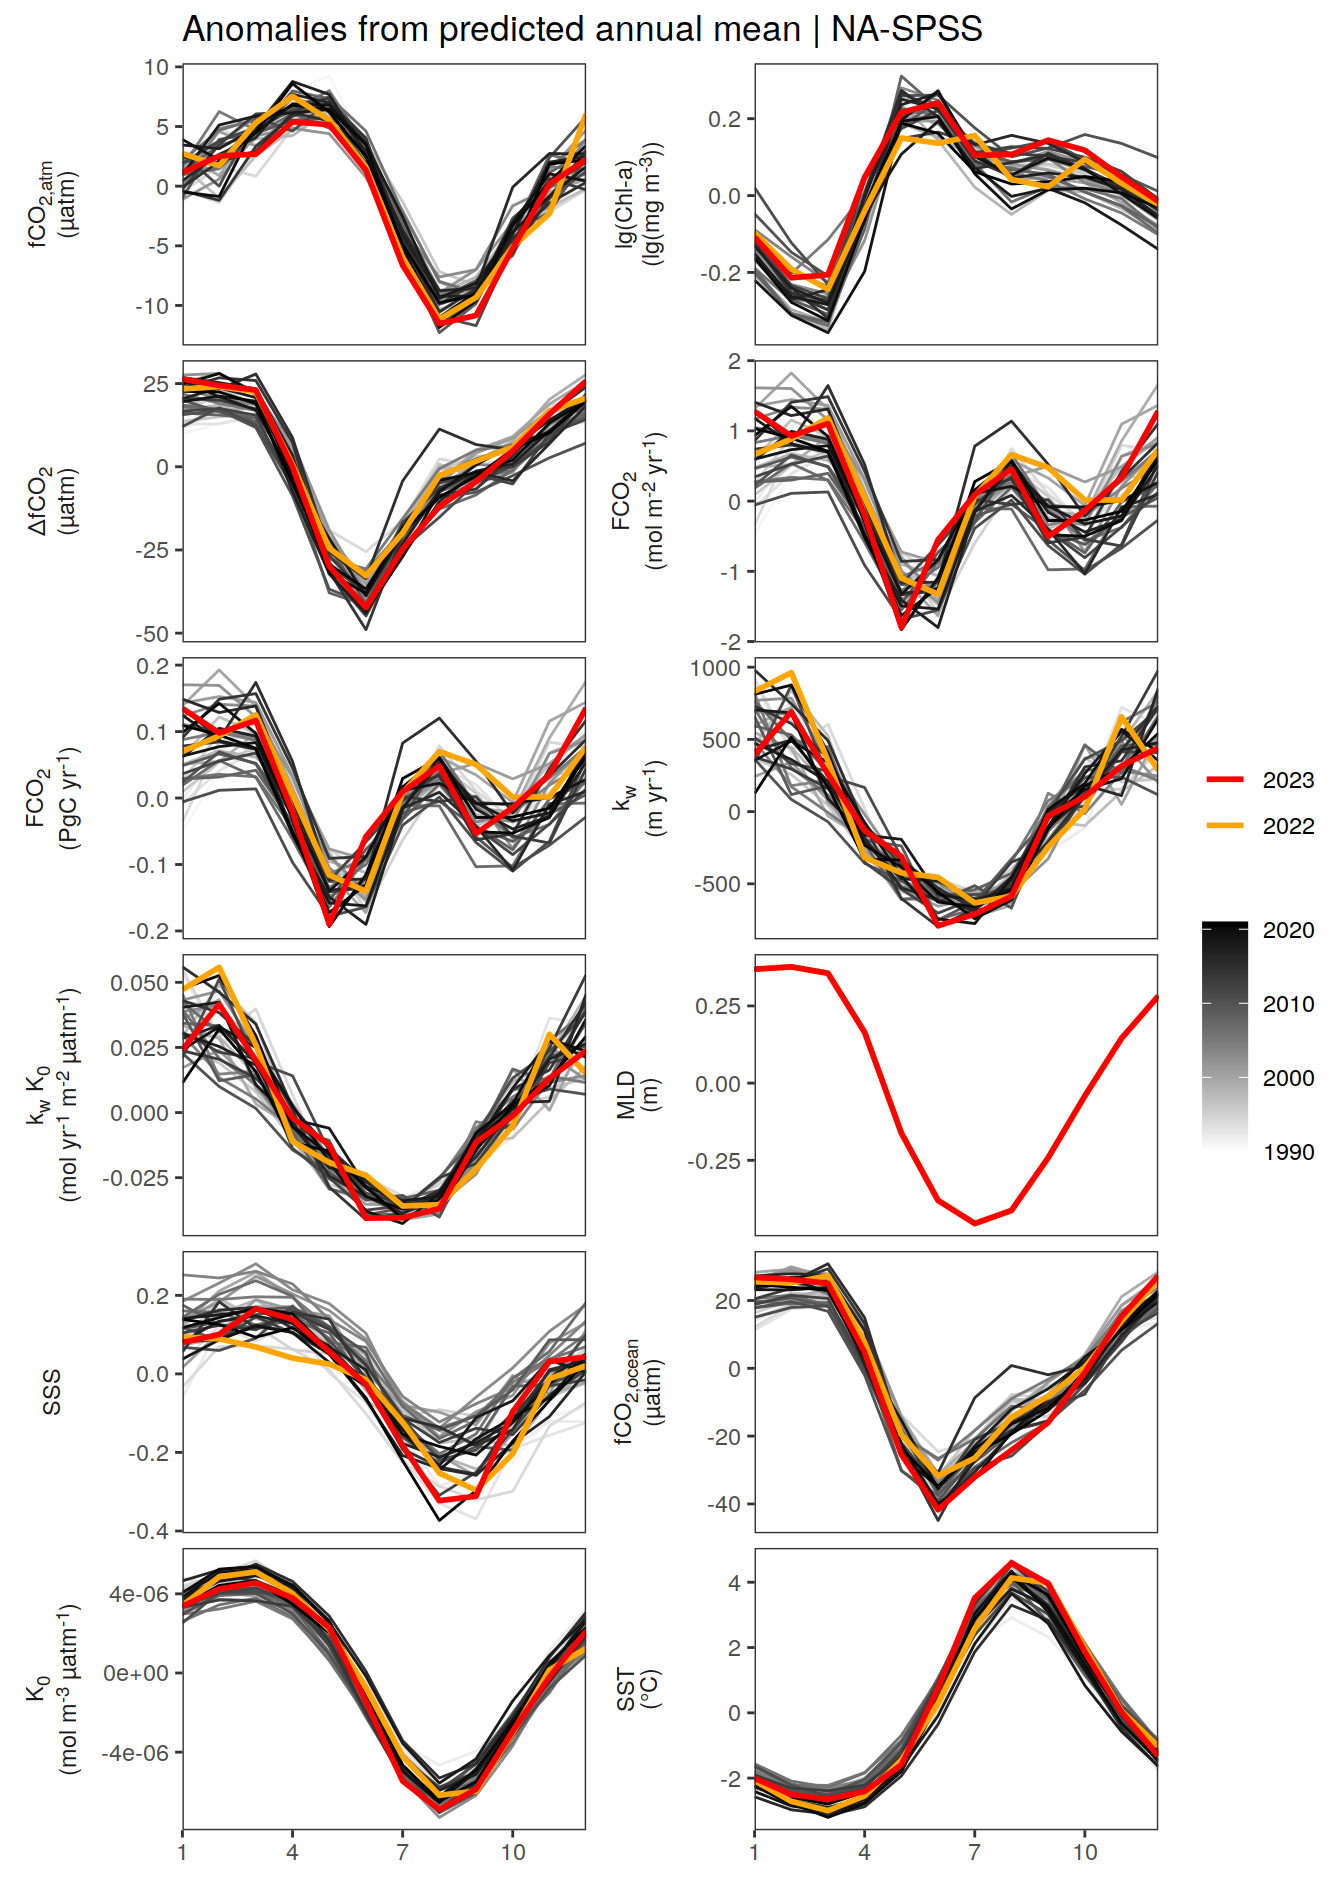 Anomalies from predicted annual mean | NA-SPSS
fCO2,atm
(µatm)
10
5
0
-5
-10
lg(Chl-a)
(lg(mg m-3))
0.2
0.0
-0.2
ΔfCO2
(µatm)
25
0
-25
-50
FCO2
(mol m-2 yr-1)
2
1
0
-1
-2
FCO2
(PgC yr-1)
0.2
0.1
0.0
-0.1
-0.2
kw
(m yr-1)
1000
500
0
-500
2023
2022
2020
2010
2000
1990
kw K0
(mol yr-1 m-2 µatm-1)
0.050
0.025
0.000
-0.025
MLD
(m)
0.25
0.00
-0.25
SSS
0.2
0.0
-0.2
-0.4
fCO2,ocean
(µatm)
20
0
-20
-40
K0
(mol m-3 µatm-1)
4e-06
0e+00
-4e-06
SST
(°C)
4
2
0
-2
1 4 7 10
1 4 7 10